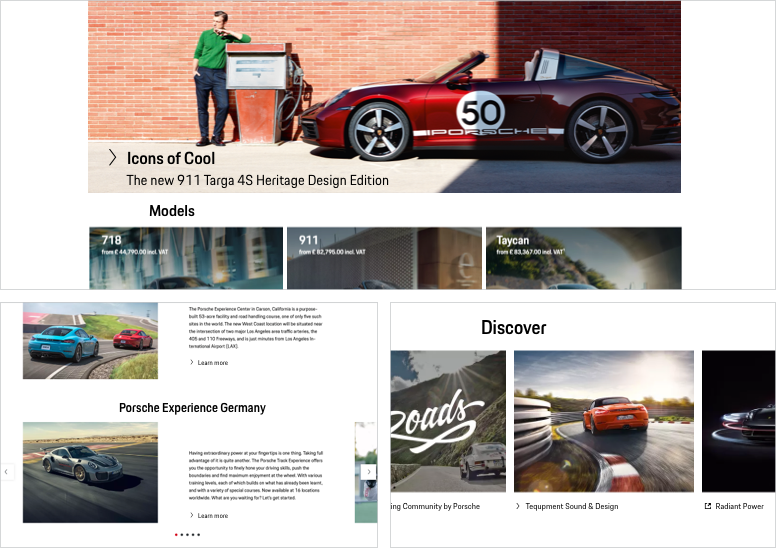 50
PORSCHE
Icons of Cool
The new 911 Targa 4S Heritage Design Edition
Models
718
from £ 44,790.00 incl. VAT
911
from £ 82,795.00 incl. VAT
e
Taycan
from £ 83,367.00 incl. VAT*
The Porsche Experience Center in Carson, California is a purpose-
built 53-acre facility and road handling course, one of only five such
sites in the world. The new West Coast location will be situated near
the intersection of two major Los Angeles area traffic arteries, the
405 and 110 Freeways, and is just minutes from Los Angeles In-
ternational Airport (LAX).
Learn more
Porsche Experience Germany
Having extraordinary power at your fingertips is one thing. Taking full
advantage of it is quite another. The Porsche Track Experience offers
you the opportunity to finely hone your driving skills, push the
boundaries and find maximum enjoyment at the wheel. With various
training levels, each of which builds on what has already been learnt,
and with a variety of special courses. Now available at 16 locations
worldwide. What are you waiting for? Let's get started.
Learn more
Discover
Roads
ing Community by Porsche
Tequpment Sound & Design
Radiant Power